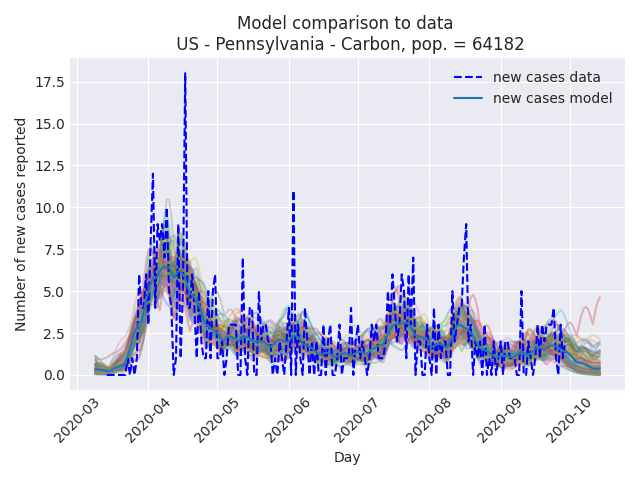 Model comparison to data
US - Pennsylvania - Carbon, pop. = 64182
new cases data
new cases model
Number of new cases reported
17.5
15.0
12.5
10.0
7.5
5.0
2.5
0.0
2020-03
2020-04
2020-05
2020-06
2020-07
2020-08
2020-09
2020-10
Day